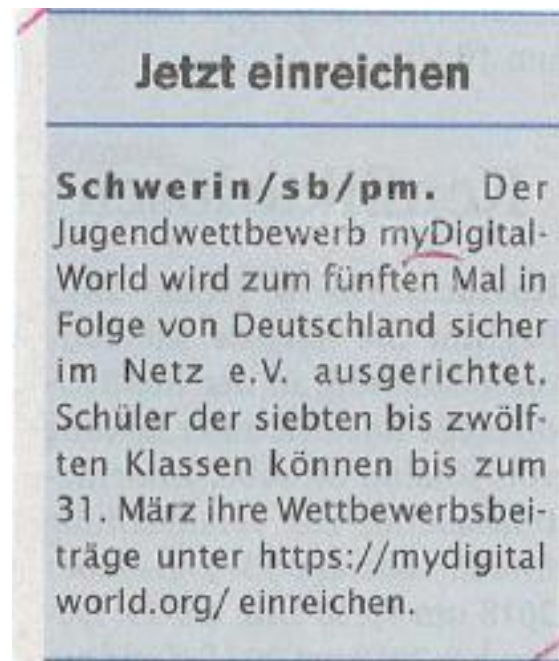 Jetzt einreichen
Schwerin/sb/pm. Der
Jugendwettbewerb myDigital-
World wird zum fünften Mal in
Folge von Deutschland sicher
im Netz e.V. ausgerichtet.
Schüler der siebten bis zwölf-
ten Klassen können bis zum
31. März ihre Wettbewerbsbei-
träge unter https://mydigital
world.org/ einreichen.